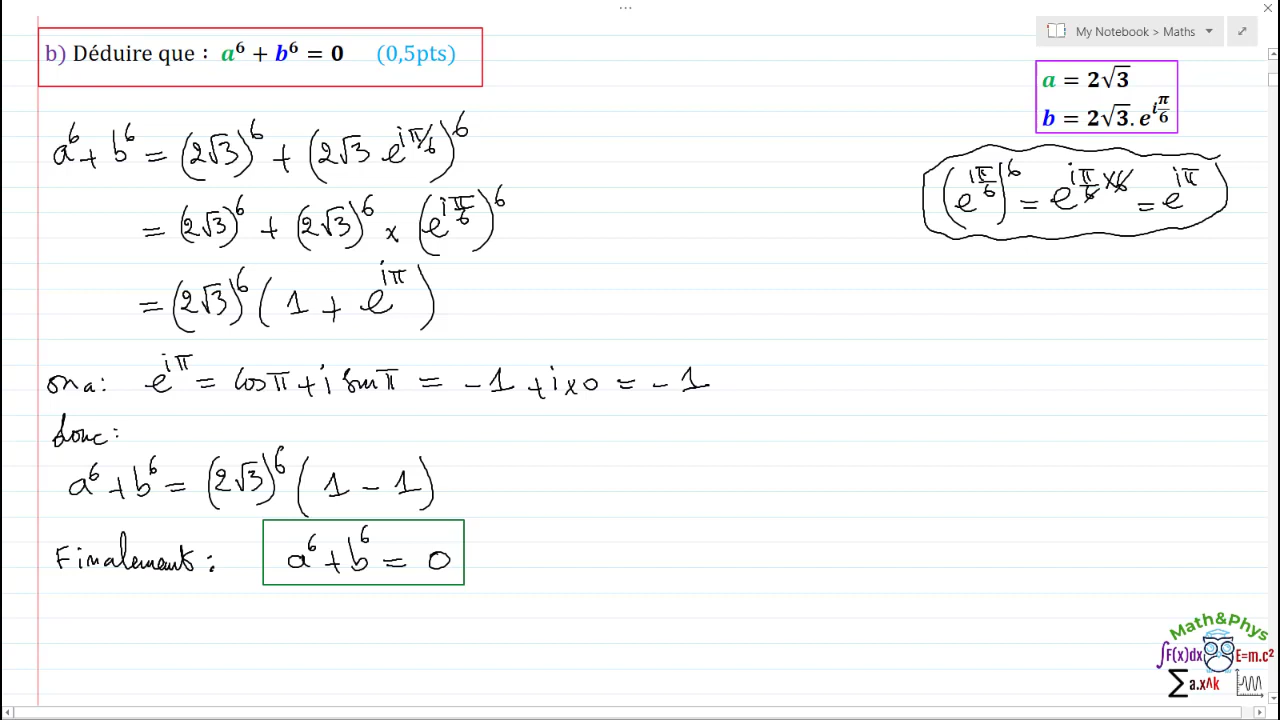 ...
My Notebook > Maths
b) Déduire que : a⁶ + b⁶ = 0 (0,5pts)
a = 2√3
b = 2√3. e^(iπ/6)
a⁶ + b⁶ = (2√3)⁶ + (2√3 e^(iπ/6))⁶
(e^(iπ/6))⁶ = e^(iπ/6 × 6) = e^(iπ)
= (2√3)⁶ + (2√3)⁶ × (e^(iπ/6))⁶
= (2√3)⁶ ( 1 + e^(iπ) )
on a : e^(iπ) = cosπ + i sinπ = -1 + i×0 = -1
donc :
a⁶ + b⁶ = (2√3)⁶ ( 1 - 1 )
Finalement : a⁶ + b⁶ = 0
Math&Phys
∫F(x)dx E=m.c²
∑ a.x^k